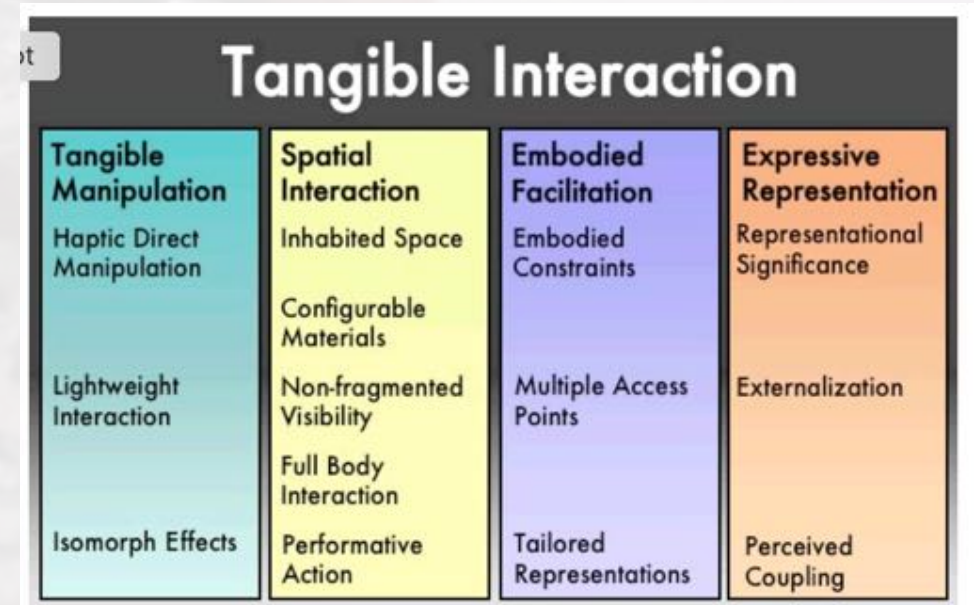 Tangible Interaction
Tangible
Manipulation
Haptic Direct
Manipulation
Lightweight
Interaction
Isomorph Effects
Spatial
Interaction
Inhabited Space
Configurable
Materials
Non-fragmented
Visibility
Full Body
Interaction
Performative
Action
Embodied
Facilitation
Embodied
Constraints
Multiple Access
Points
Tailored
Representations
Expressive
Representation
Representational
Significance
Externalization
Perceived
Coupling